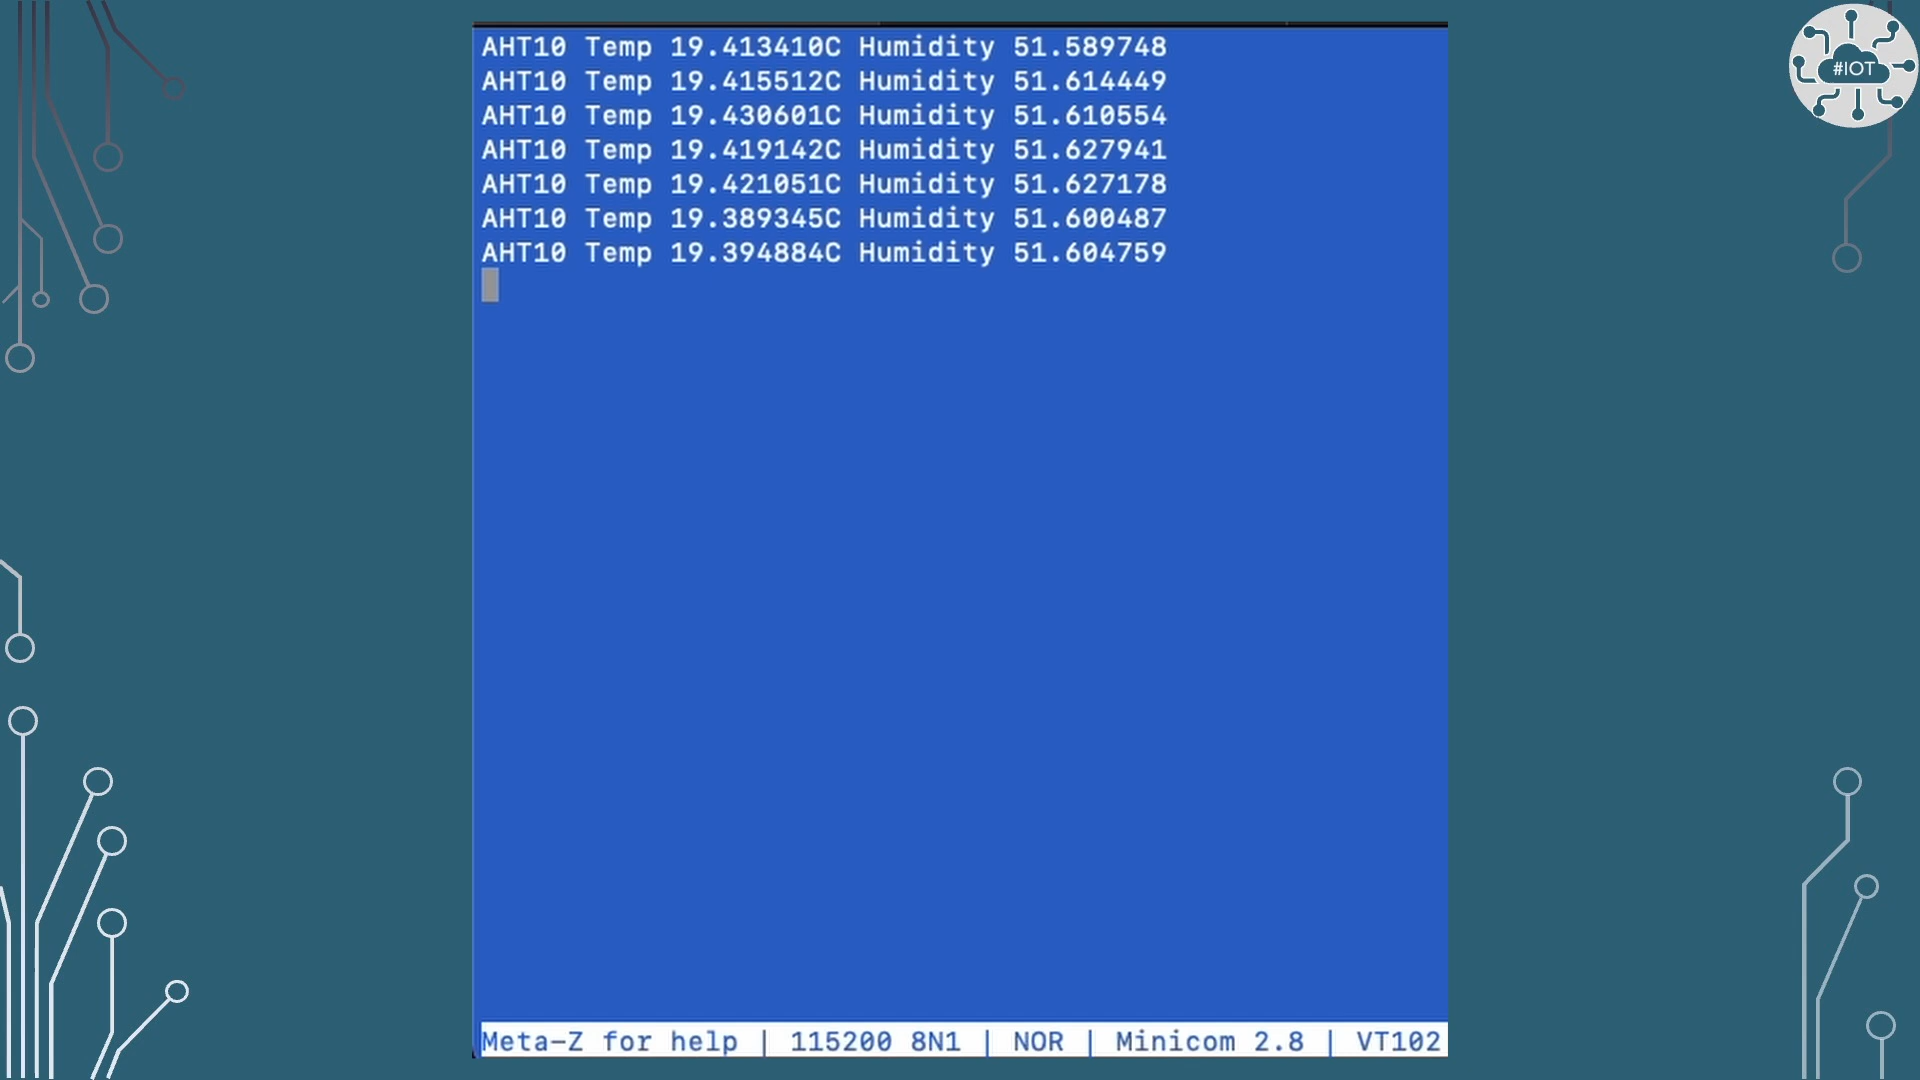 AHT10 Temp 19.413410C Humidity 51.589748
AHT10 Temp 19.415512C Humidity 51.614449
AHT10 Temp 19.430601C Humidity 51.610554
AHT10 Temp 19.419142C Humidity 51.627941
AHT10 Temp 19.421051C Humidity 51.627178
AHT10 Temp 19.389345C Humidity 51.600487
AHT10 Temp 19.394884C Humidity 51.604759
Meta-Z for help | 115200 8N1 | NOR | Minicom 2.8 | VT102
#IOT